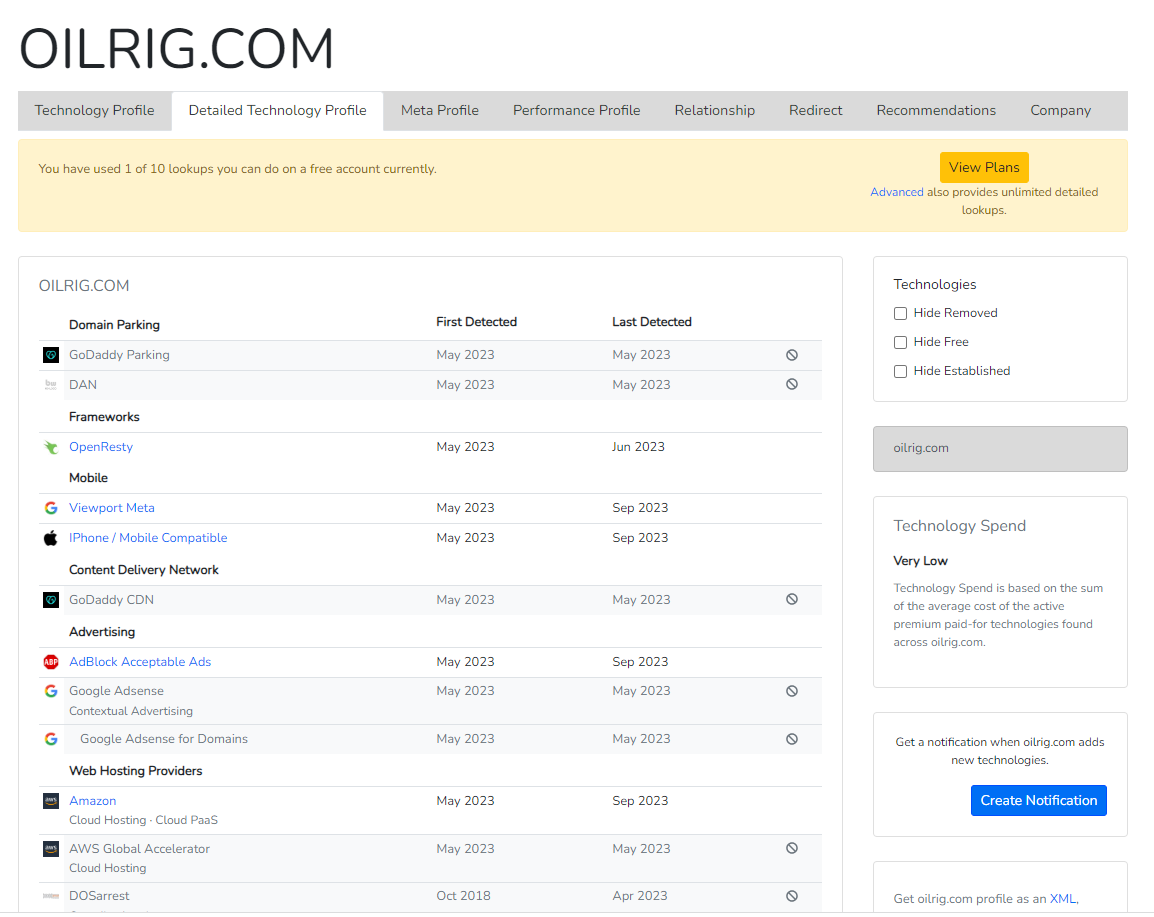 OILRIG.COM
Technology Profile Detailed Technology Profile Meta Profile Performance Profile Relationship Redirect Recommendations Company
You have used 1 of 10 lookups you can do on a free account currently.
View Plans
Advanced also provides unlimited detailed
lookups.
OILRIG.COM
Domain Parking First Detected Last Detected
GoDaddy Parking May 2023 May 2023
DAN May 2023 May 2023
Frameworks
OpenResty May 2023 Jun 2023
Mobile
Viewport Meta May 2023 Sep 2023
IPhone / Mobile Compatible May 2023 Sep 2023
Content Delivery Network
GoDaddy CDN May 2023 May 2023
Advertising
ABP AdBlock Acceptable Ads May 2023 Sep 2023
Google Adsense May 2023 May 2023
Contextual Advertising
Google Adsense for Domains May 2023 May 2023
Web Hosting Providers
Amazon May 2023 Sep 2023
Cloud Hosting · Cloud PaaS
AWS Global Accelerator May 2023 May 2023
Cloud Hosting
DOSarrest Oct 2018 Apr 2023
Technologies
Hide Removed
Hide Free
Hide Established
oilrig.com
Technology Spend
Very Low
Technology Spend is based on the sum
of the average cost of the active
premium paid-for technologies found
across oilrig.com.
Get a notification when oilrig.com adds
new technologies.
Create Notification
Get oilrig.com profile as an XML,